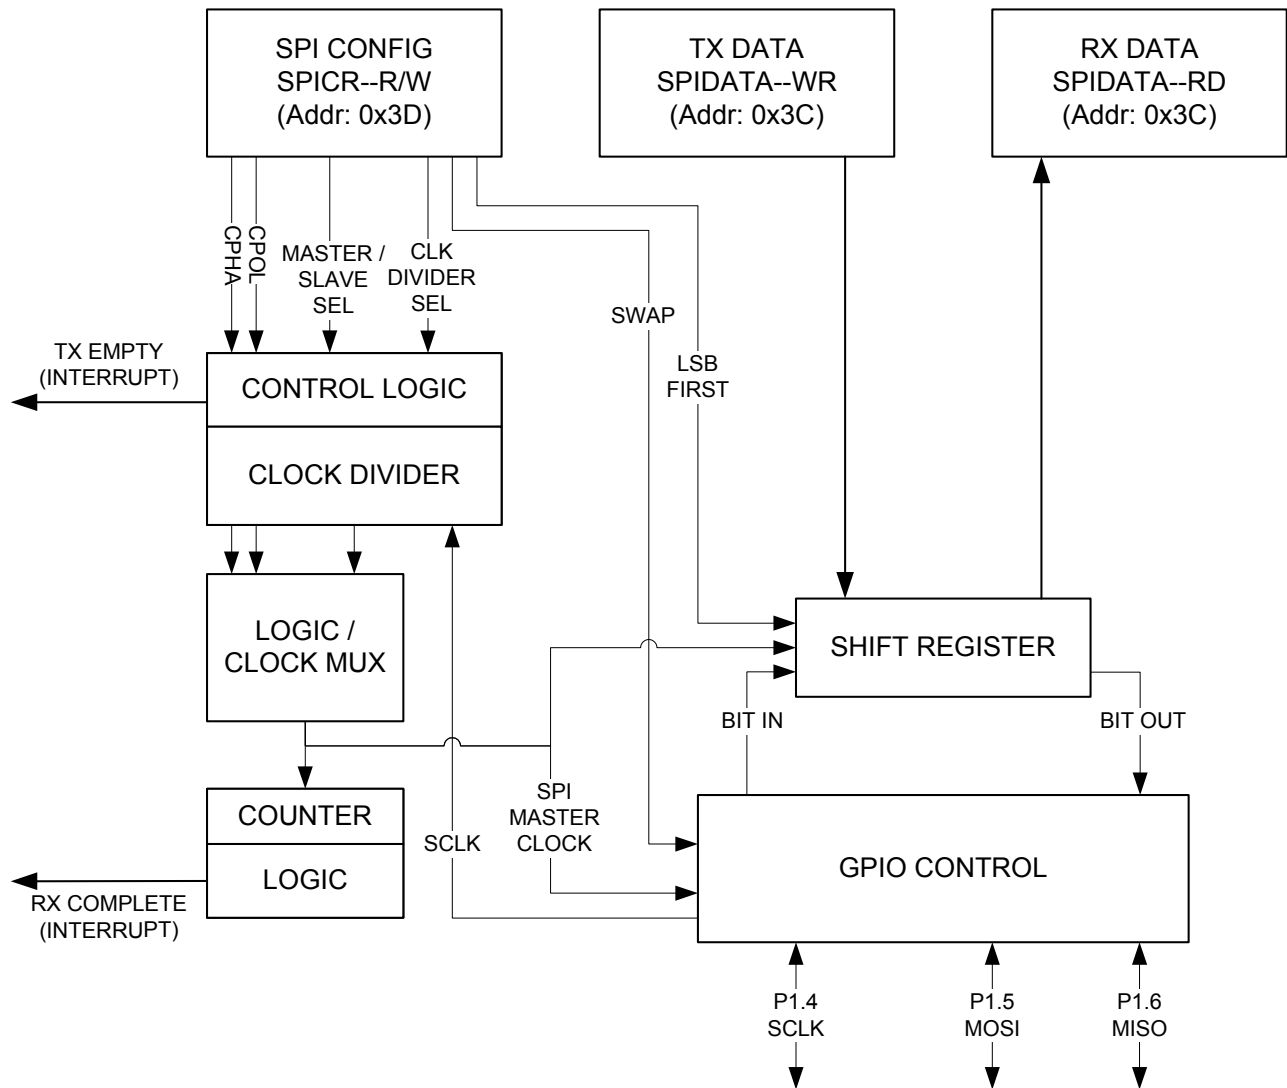 SPI CONFIG
SPICR--R/W
(Addr: 0x3D)
TX DATA
SPIDATA--WR
(Addr: 0x3C)
RX DATA
SPIDATA--RD
(Addr: 0x3C)
CPHA
CPOL
MASTER /
SLAVE
SEL
CLK
DIVIDER
SEL
SWAP
LSB
FIRST
TX EMPTY
(INTERRUPT)
CONTROL LOGIC
CLOCK DIVIDER
LOGIC /
CLOCK MUX
SHIFT REGISTER
BIT IN
BIT OUT
COUNTER
LOGIC
SCLK
SPI
MASTER
CLOCK
GPIO CONTROL
RX COMPLETE
(INTERRUPT)
P1.4
SCLK
P1.5
MOSI
P1.6
MISO